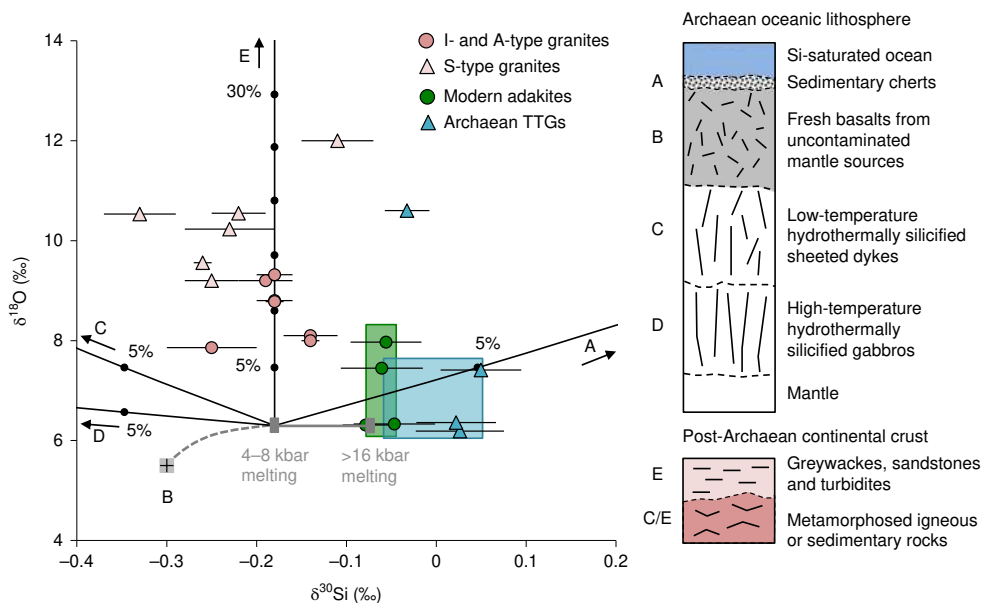 14
12
10
8
6
4
δ¹⁸O (‰)
–0.4
–0.3
–0.2
–0.1
0
0.1
0.2
δ³⁰Si (‰)
E
30%
5%
C
5%
D
5%
B
A
5%
4–8 kbar
melting
>16 kbar
melting
I- and A-type granites
S-type granites
Modern adakites
Archaean TTGs
Archaean oceanic lithosphere
Si-saturated ocean
A
Sedimentary cherts
B
Fresh basalts from
uncontaminated
mantle sources
C
Low-temperature
hydrothermally silicified
sheeted dykes
D
High-temperature
hydrothermally
silicified gabbros
Mantle
Post-Archaean continental crust
E
Greywackes, sandstones
and turbidites
C/E
Metamorphosed igneous
or sedimentary rocks